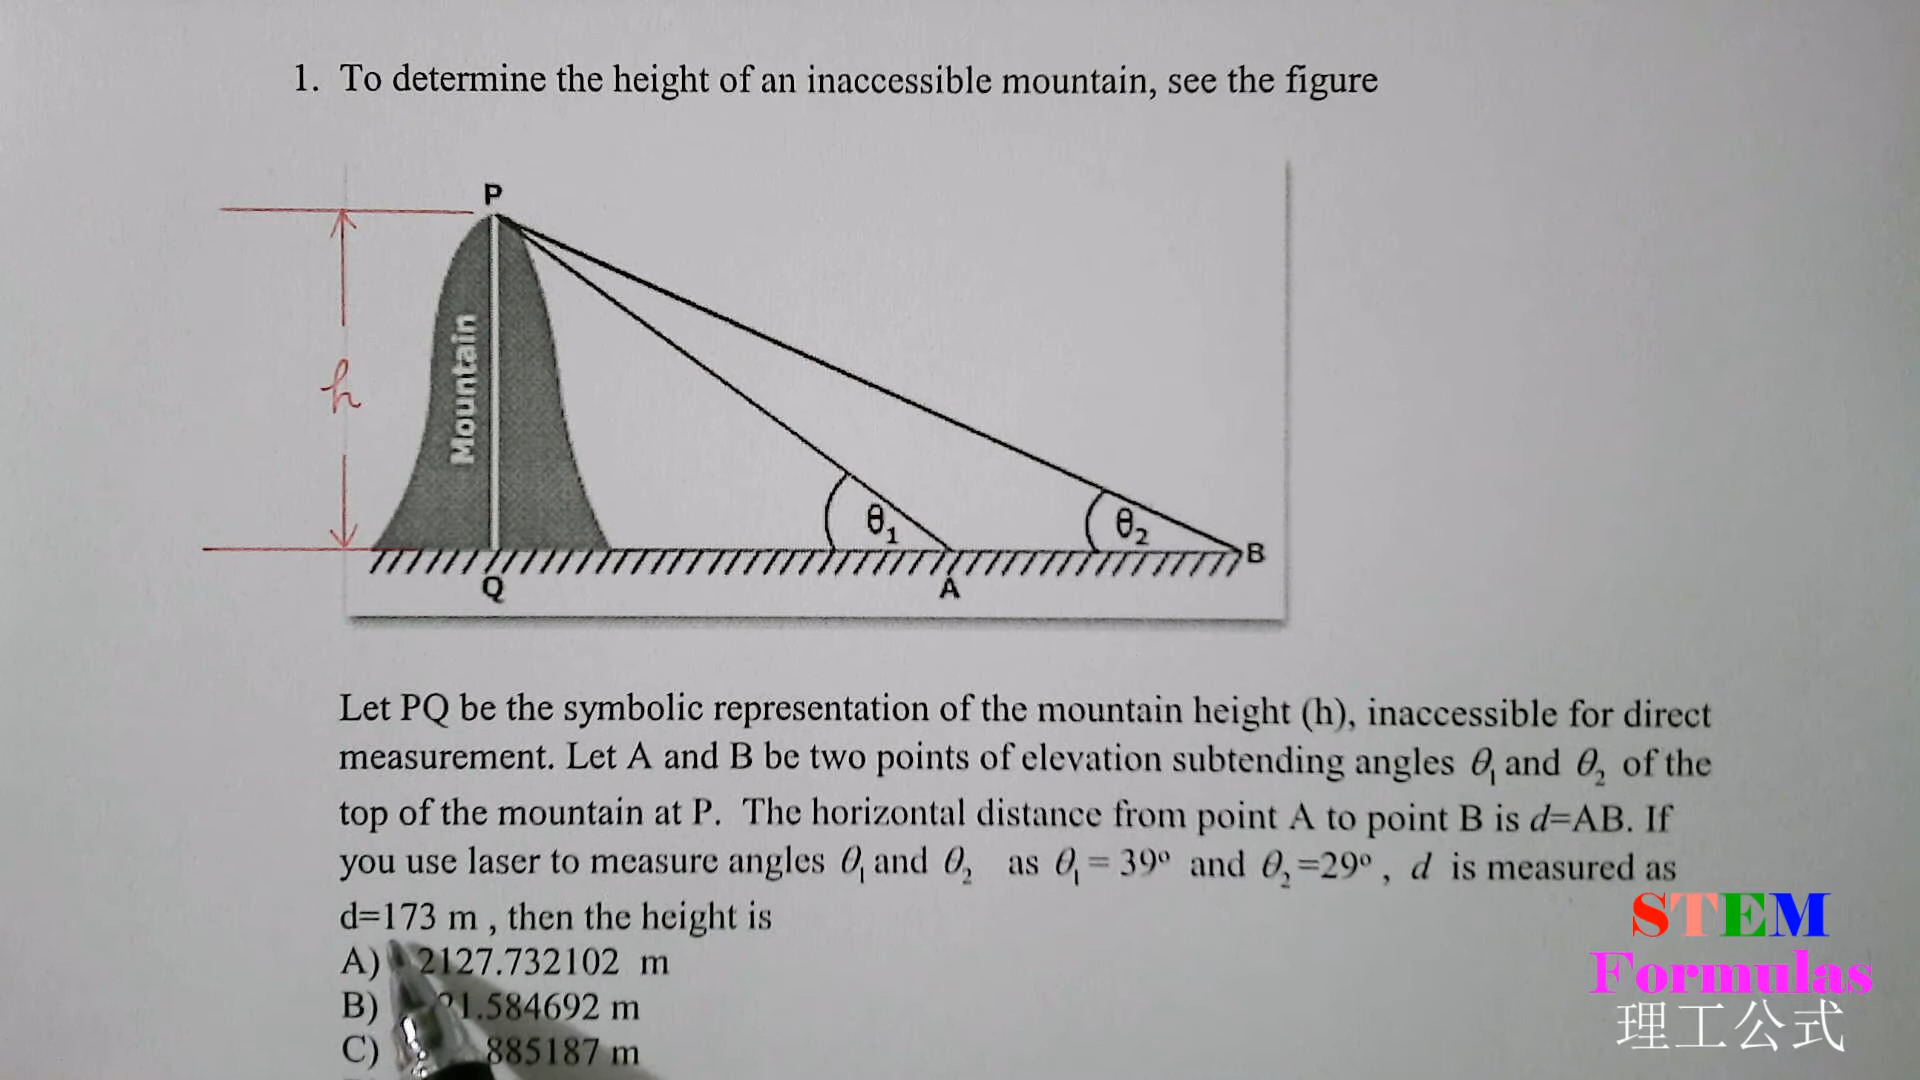 1. To determine the height of an inaccessible mountain, see the figure
P
h
Mountain
θ₁
θ₂
B
Q
A
Let PQ be the symbolic representation of the mountain height (h), inaccessible for direct
measurement. Let A and B be two points of elevation subtending angles θ₁ and θ₂ of the
top of the mountain at P. The horizontal distance from point A to point B is d=AB. If
you use laser to measure angles θ₁ and θ₂ as θ₁ = 39º and θ₂=29º, d is measured as
d=173 m , then the height is
A) 2127.732102 m
B) 1.584692 m
C) 885187 m
STEM
Formulas
理工公式